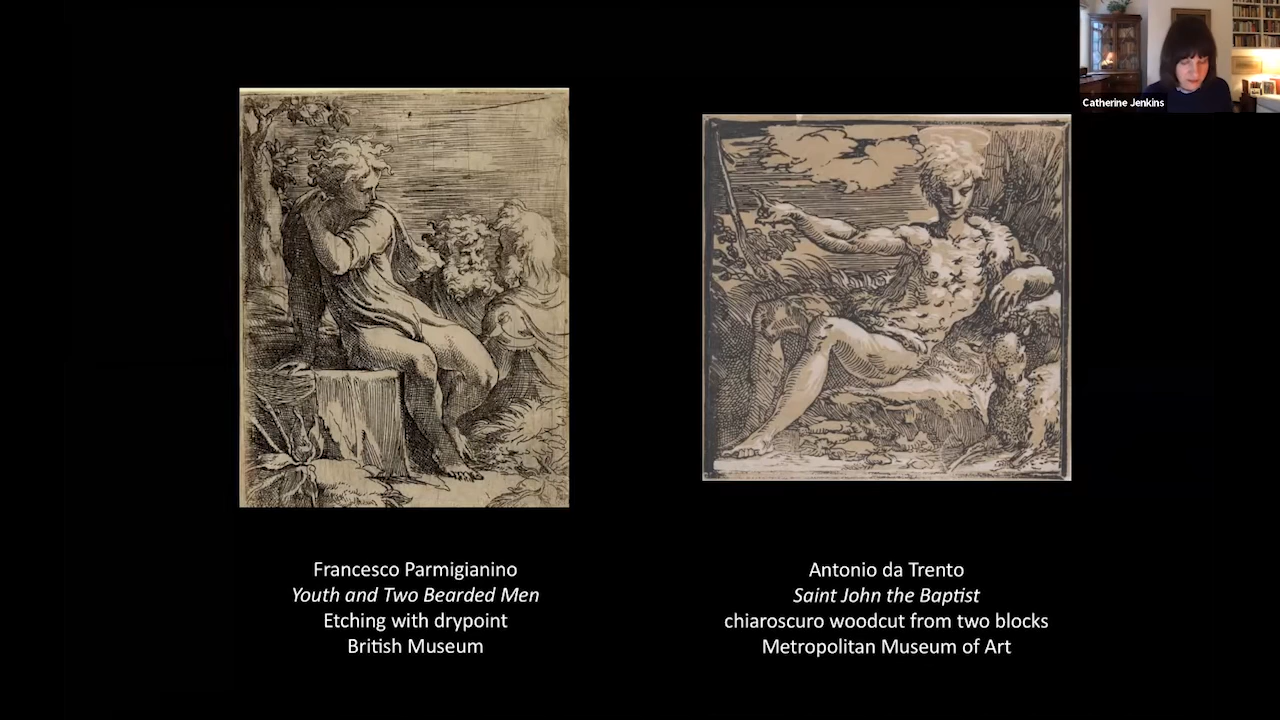 Catherine Jenkins
Francesco Parmigianino
Youth and Two Bearded Men
Etching with drypoint
British Museum
Antonio da Trento
Saint John the Baptist
chiaroscuro woodcut from two blocks
Metropolitan Museum of Art